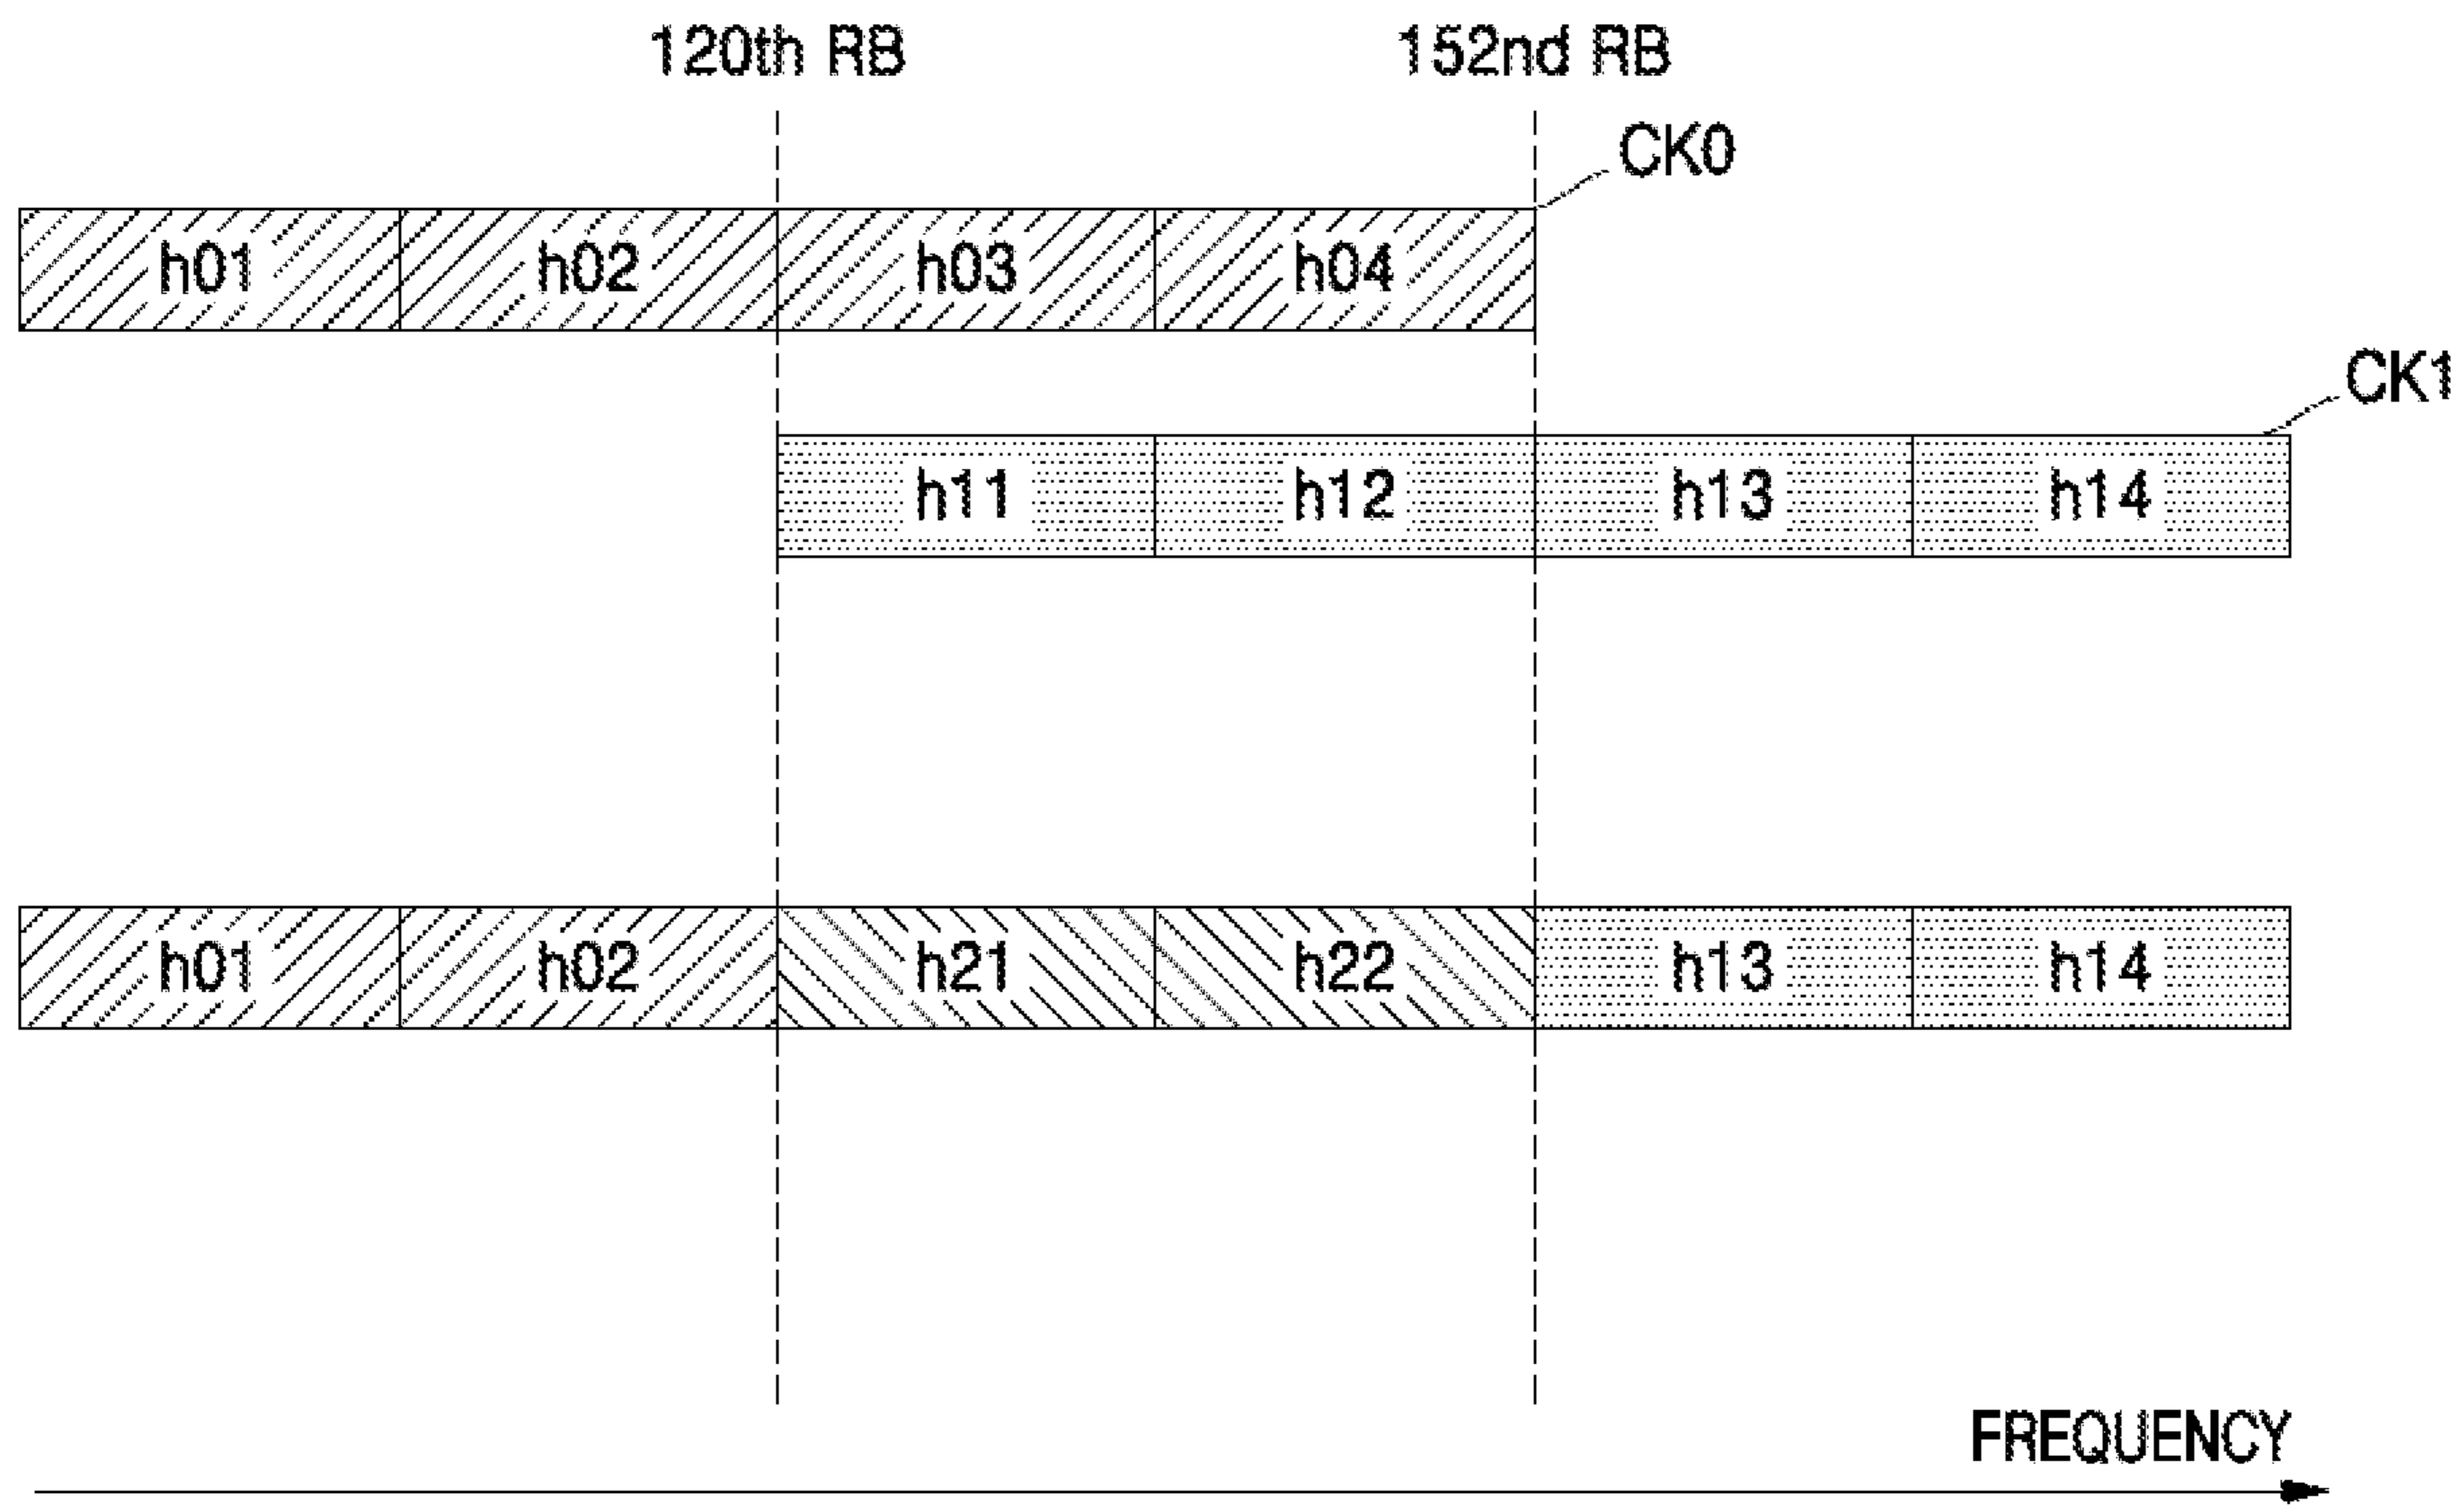 120th RB 152nd RB
CK0
h01 h02 h03 h04
CK1
h11 h12 h13 h14
h01 h02 h21 h22 h13 h14
FREQUENCY